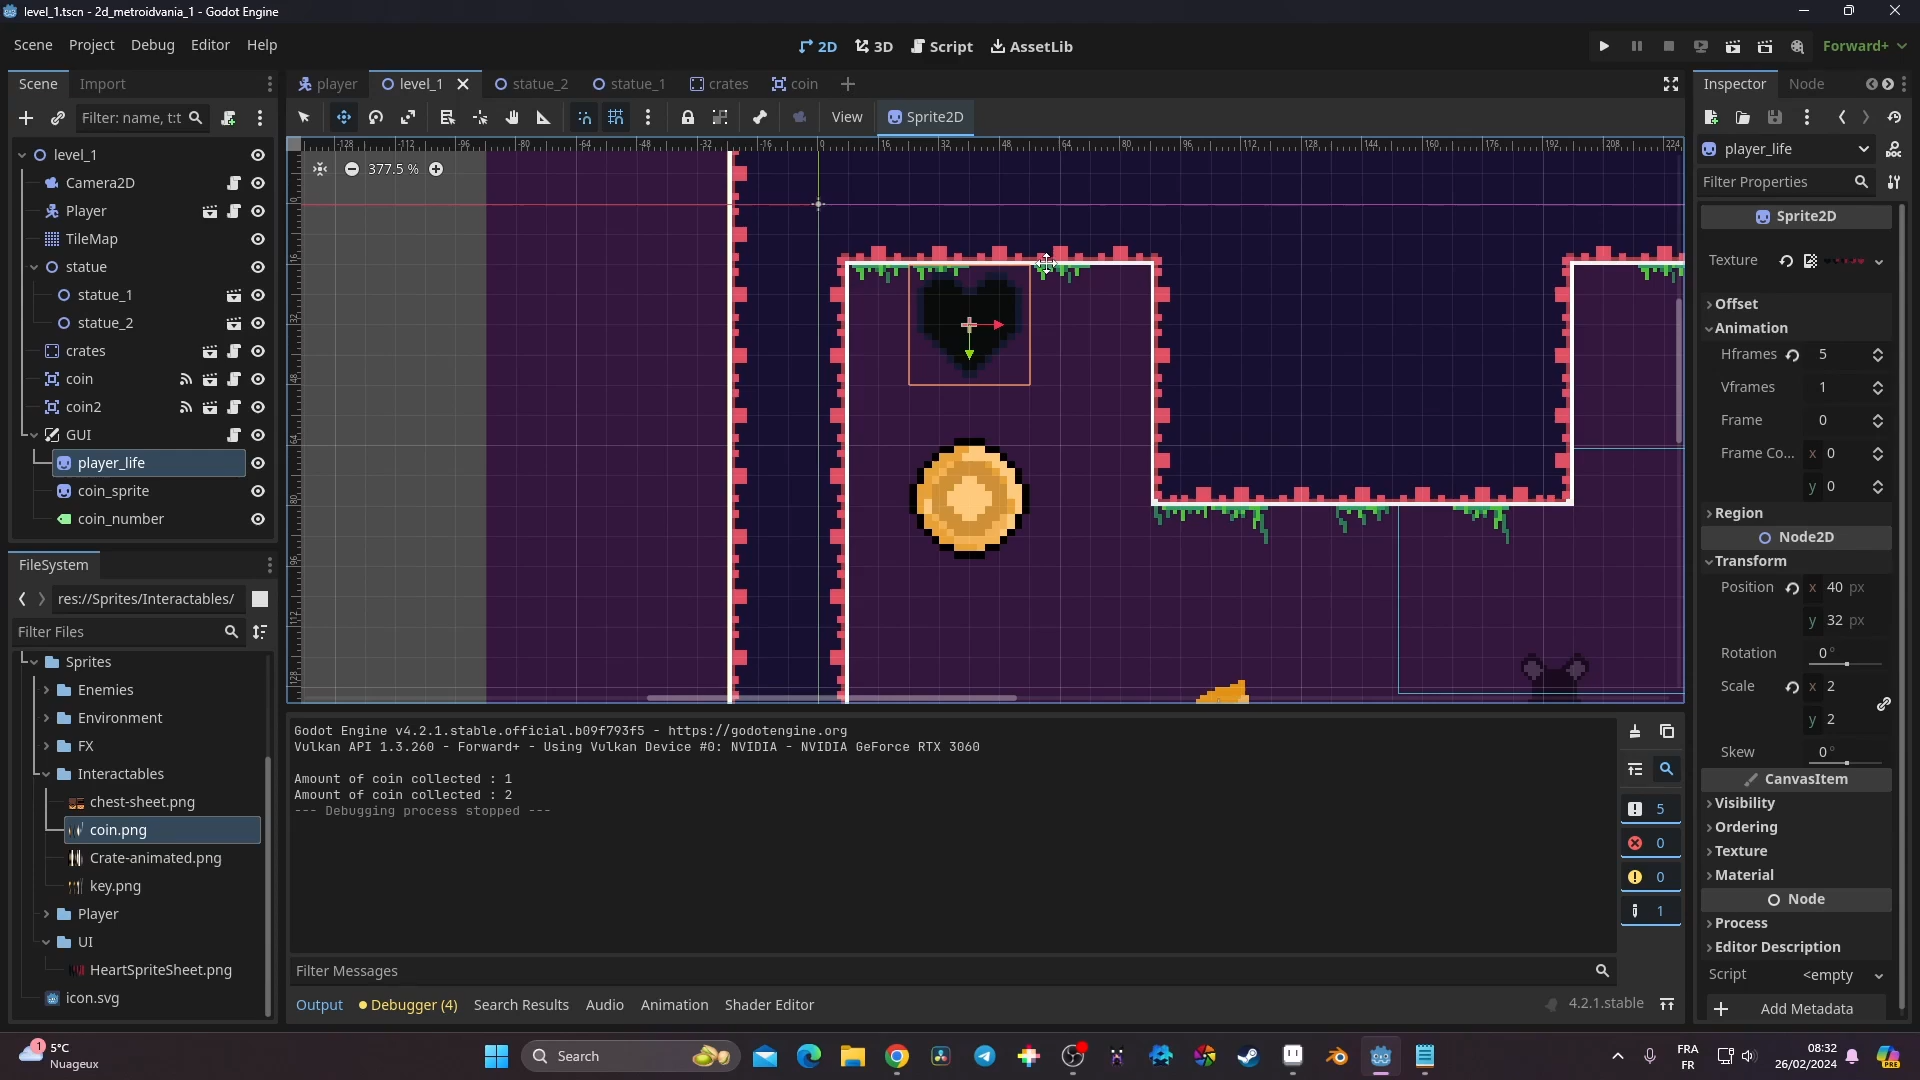 level_1.tscn - 2d_metroidvania_1 - Godot Engine
Scene Project Debug Editor Help
2D 3D Script AssetLib
Forward+
Scene Import
player level_1 statue_2 statue_1 crates coin
Inspector Node
Filter: name, t:t
View Sprite2D
player_life
Filter Properties
377.5 %
level_1
Camera2D
Player
TileMap
statue
statue_1
statue_2
crates
coin
coin2
GUI
player_life
coin_sprite
coin_number
FileSystem
res://Sprites/Interactables/
Filter Files
Sprites
Enemies
Environment
FX
Interactables
chest-sheet.png
coin.png
Crate-animated.png
key.png
Player
UI
HeartSpriteSheet.png
icon.svg
Godot Engine v4.2.1.stable.official.b09f793f5 - https://godotengine.org
Vulkan API 1.3.260 - Forward+ - Using Vulkan Device #0: NVIDIA - NVIDIA GeForce RTX 3060
Amount of coin collected : 1
Amount of coin collected : 2
--- Debugging process stopped ---
5
0
0
1
Filter Messages
Output Debugger (4) Search Results Audio Animation Shader Editor
4.2.1.stable
Sprite2D
Texture
Offset
Animation
Hframes 5
Vframes 1
Frame 0
Frame Co... x 0
y 0
Region
Node2D
Transform
Position x 40 px
y 32 px
Rotation 0°
Scale x 2
y 2
Skew 0°
CanvasItem
Visibility
Ordering
Texture
Material
Node
Process
Editor Description
Script <empty
Add Metadata
1
5°C
Nuageux
Search
FRA
FR
08:32
26/02/2024
PRE